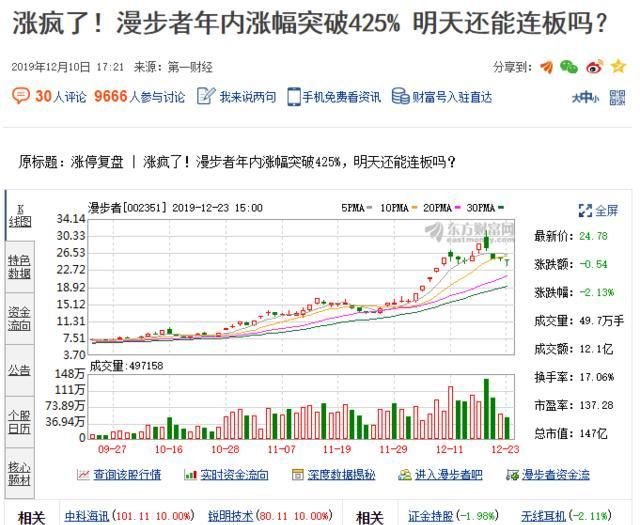 涨疯了！漫步者年内涨幅突破425% 明天还能连板吗？
2019年12月10日 17:21 来源：第一财经 分享到：
30人评论 9666人参与讨论 我来说两句 手机免费看资讯 财富号入驻直达 大中小
原标题：涨停复盘 | 涨疯了！漫步者年内涨幅突破425%，明天还能连板吗？
K线图
特色数据
资金流向
公告
个股日历
核心题材
漫步者[002351] 2019-12-23 15:00 5PMA 10PMA 20PMA 30PMA
东方财富网
eastmoney.com
34.14
30.33
26.53
22.72
18.92
15.12
11.31
7.51
3.70
成交量:497158
148万
111万
73.89万
36.94万
0
09-27 10-16 10-28 11-07 11-19 11-29 12-11 12-23
全屏
最新价: 24.78
涨跌额: -0.54
涨跌幅: -2.13%
成交量: 49.7万手
成交额: 12.1亿
换手率: 17.06%
市盈率: 137.28
总市值: 147亿
查询该股行情 实时资金流向 深度数据揭秘 进入漫步者吧 漫步者资金流
相关 中科海讯(101.11 10.00%) 锐明技术(80.11 10.00%) 相关 证金持股(-1.98%) 无线耳机(-2.11%)